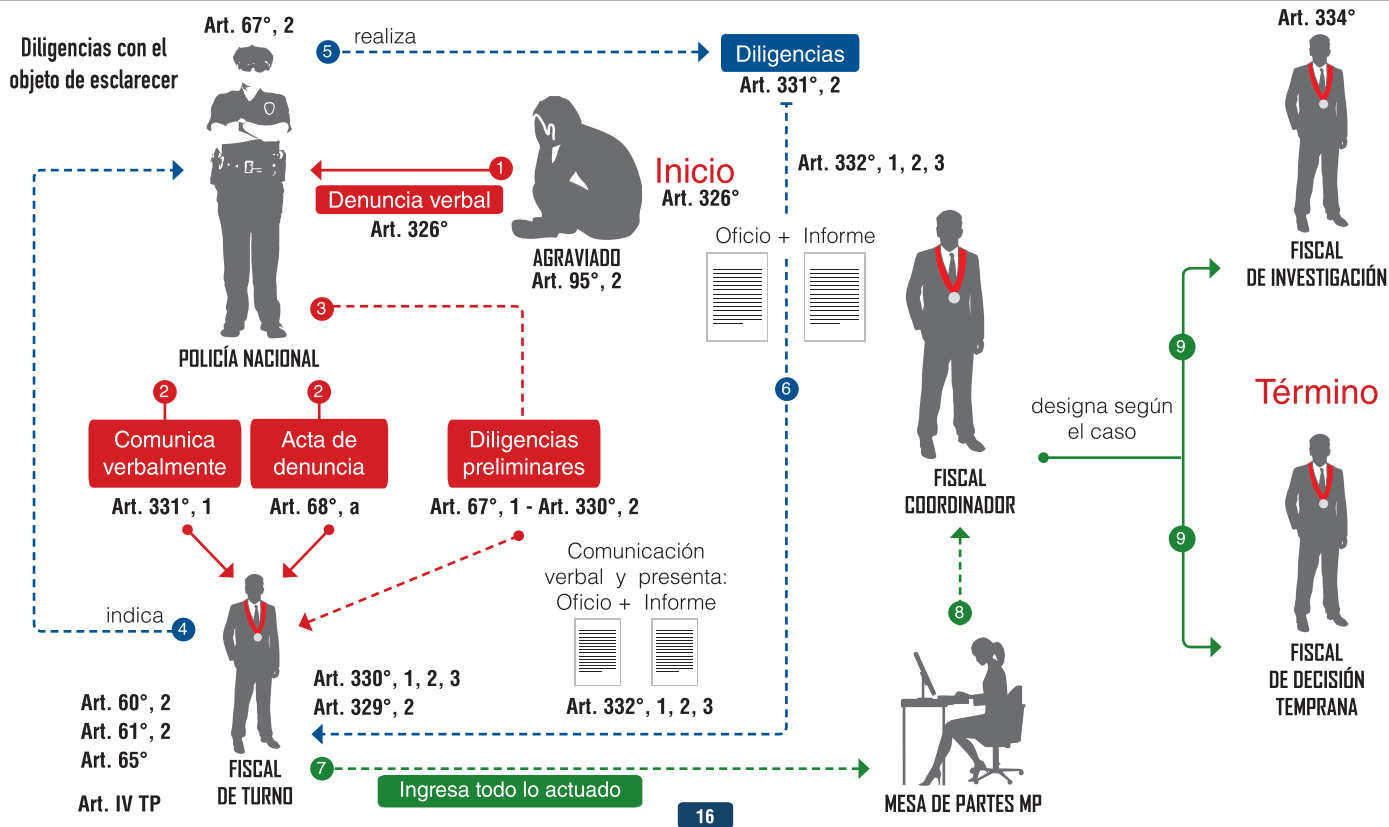 Diligencias con el
objeto de esclarecer
Art. 67°, 2
5
realiza
Diligencias
Art. 331°, 2
Art. 334°
FISCAL
DE INVESTIGACIÓN
1
Denuncia verbal
Art. 326°
Inicio
Art. 326°
AGRAVIADO
Art. 95°, 2
Art. 332°, 1, 2, 3
Oficio + Informe
POLICÍA NACIONAL
3
2
Comunica
verbalmente
Art. 331°, 1
2
Acta de
denuncia
Art. 68°, a
Diligencias
preliminares
Art. 67°, 1 - Art. 330°, 2
6
FISCAL
COORDINADOR
designa según
el caso
9
9
Término
FISCAL
DE DECISIÓN
TEMPRANA
Comunicación
verbal y presenta:
Oficio + Informe
Art. 332°, 1, 2, 3
indica
4
Art. 60°, 2
Art. 61°, 2
Art. 65°
Art. IV TP
Art. 330°, 1, 2, 3
Art. 329°, 2
FISCAL
DE TURNO
7
Ingresa todo lo actuado
8
MESA DE PARTES MP
16